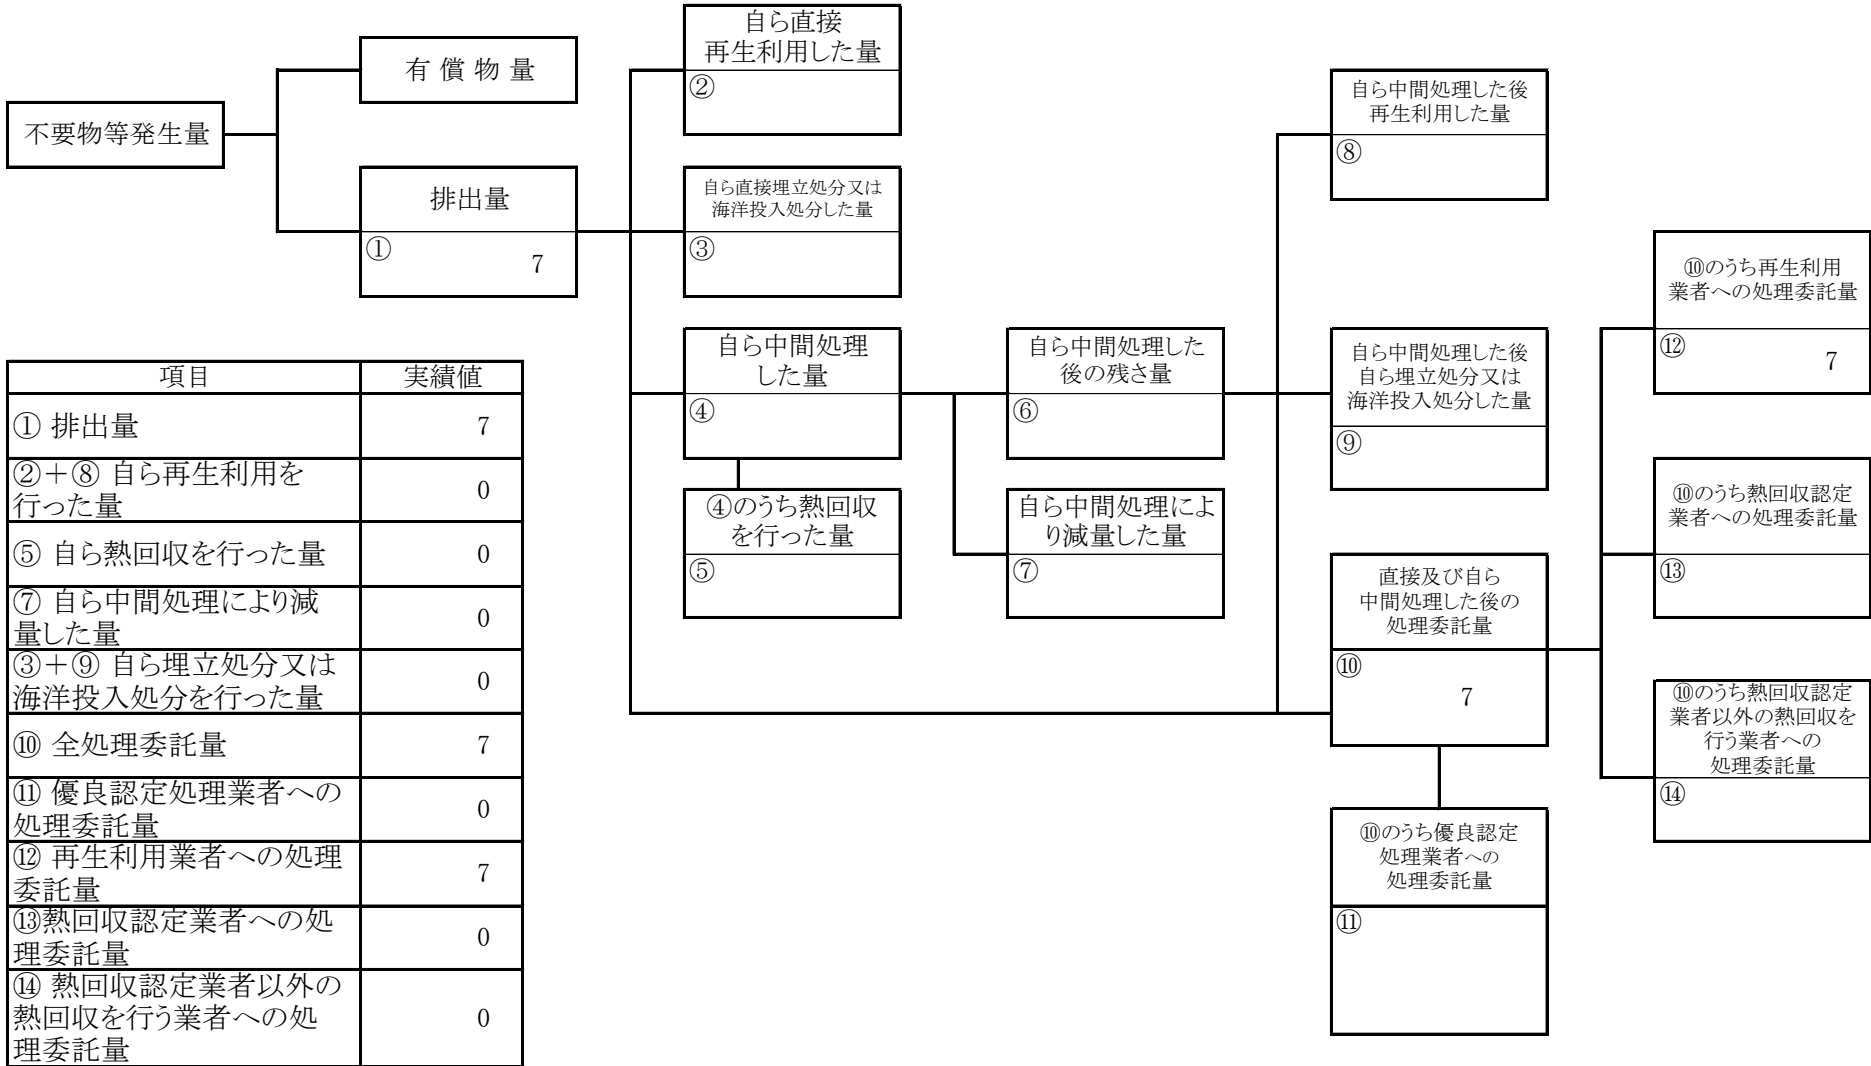 不要物等発生量
有 償 物 量
排出量
①
7
自ら直接
再生利用した量
②
自ら直接埋立処分又は
海洋投入処分した量
③
自ら中間処理
した量
④
④のうち熱回収
を行った量
⑤
自ら中間処理した
後の残さ量
⑥
自ら中間処理によ
り減量した量
⑦
自ら中間処理した後
再生利用した量
⑧
自ら中間処理した後
自ら埋立処分又は
海洋投入処分した量
⑨
直接及び自ら
中間処理した後の
処理委託量
⑩
7
⑩のうち優良認定
処理業者への
処理委託量
⑪
⑩のうち再生利用
業者への処理委託量
⑫
7
⑩のうち熱回収認定
業者への処理委託量
⑬
⑩のうち熱回収認定
業者以外の熱回収を
行う業者への
処理委託量
⑭
項目 実績値
① 排出量 7
②＋⑧ 自ら再生利用を
行った量 0
⑤ 自ら熱回収を行った量 0
⑦ 自ら中間処理により減
量した量 0
③＋⑨ 自ら埋立処分又は
海洋投入処分を行った量 0
⑩ 全処理委託量 7
⑪ 優良認定処理業者への
処理委託量 0
⑫ 再生利用業者への処理
委託量 7
⑬熱回収認定業者への処
理委託量 0
⑭ 熱回収認定業者以外の
熱回収を行う業者への処
理委託量 0